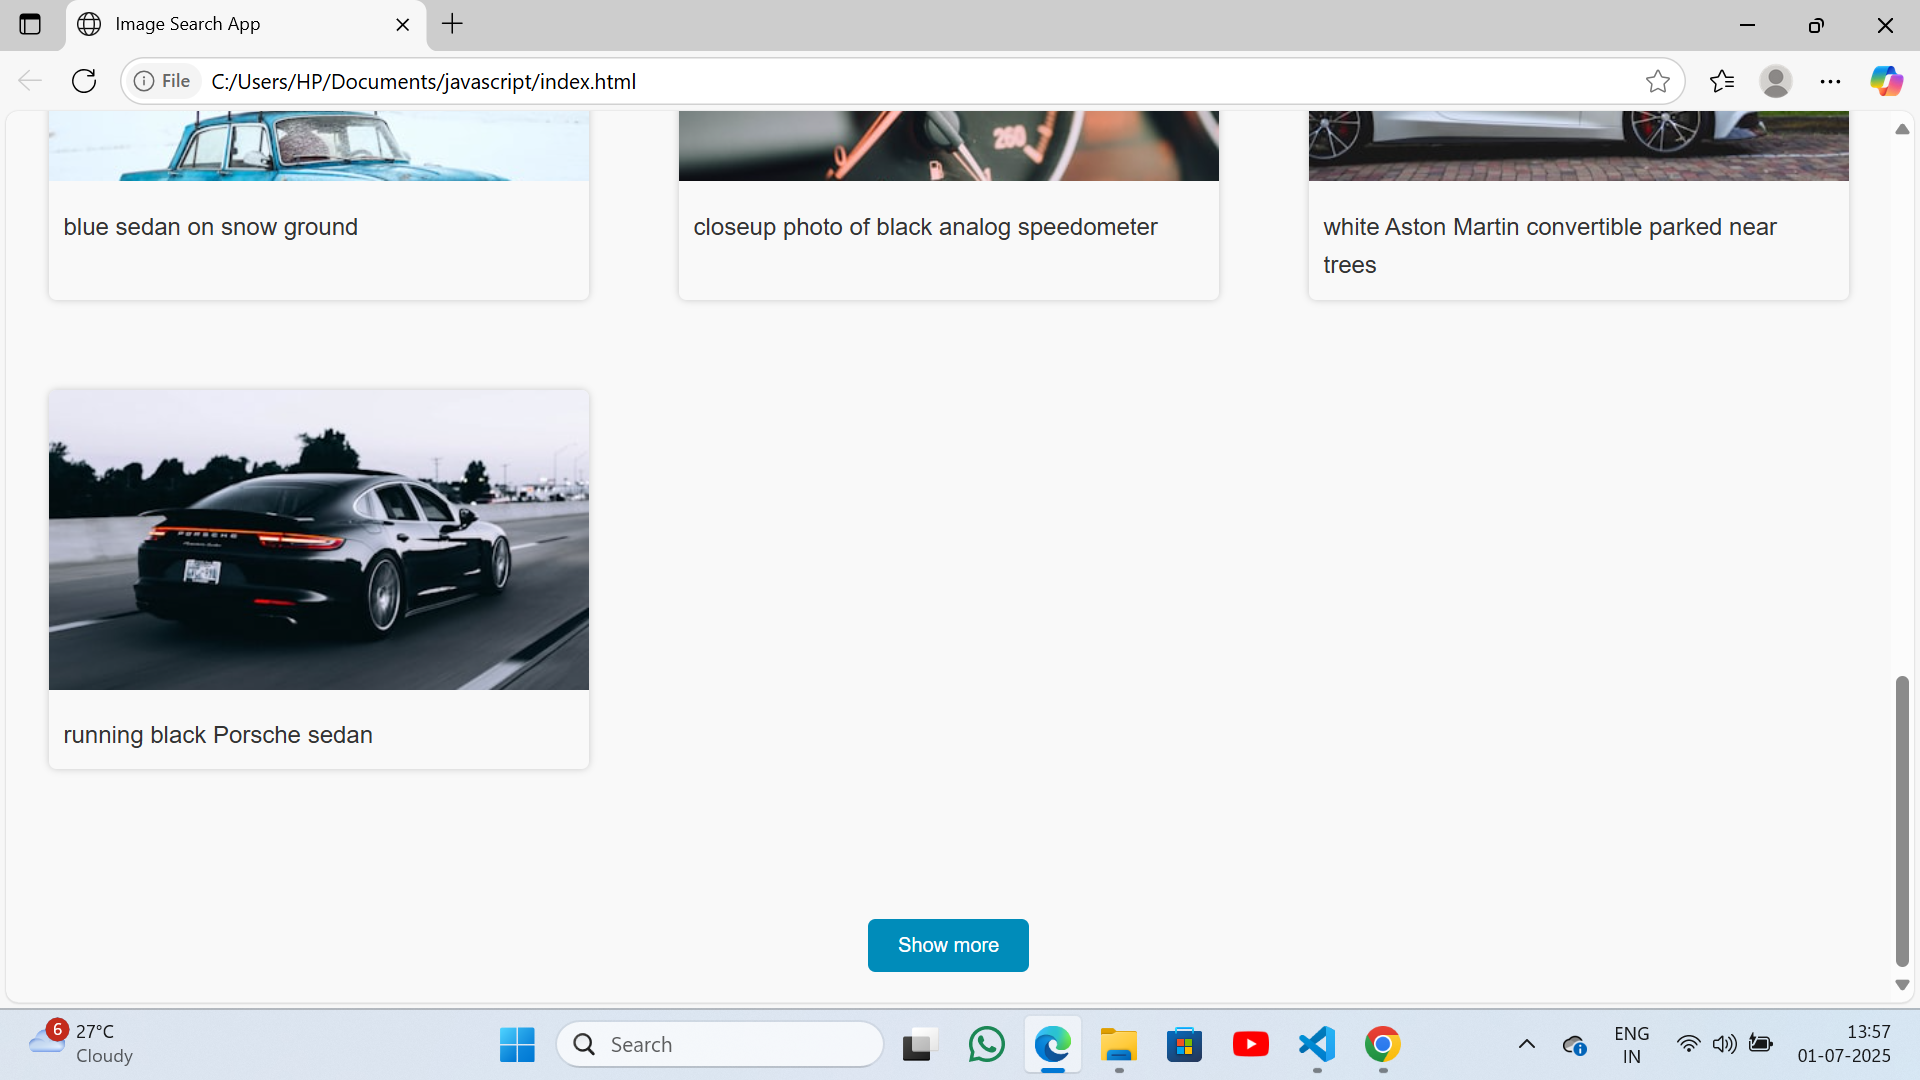 Image Search App
File
C:/Users/HP/Documents/javascript/index.html
260
blue sedan on snow ground
closeup photo of black analog speedometer
white Aston Martin convertible parked near
trees
PORSCHE
running black Porsche sedan
Show more
6
27°C
Cloudy
Search
ENG
IN
13:57
01-07-2025